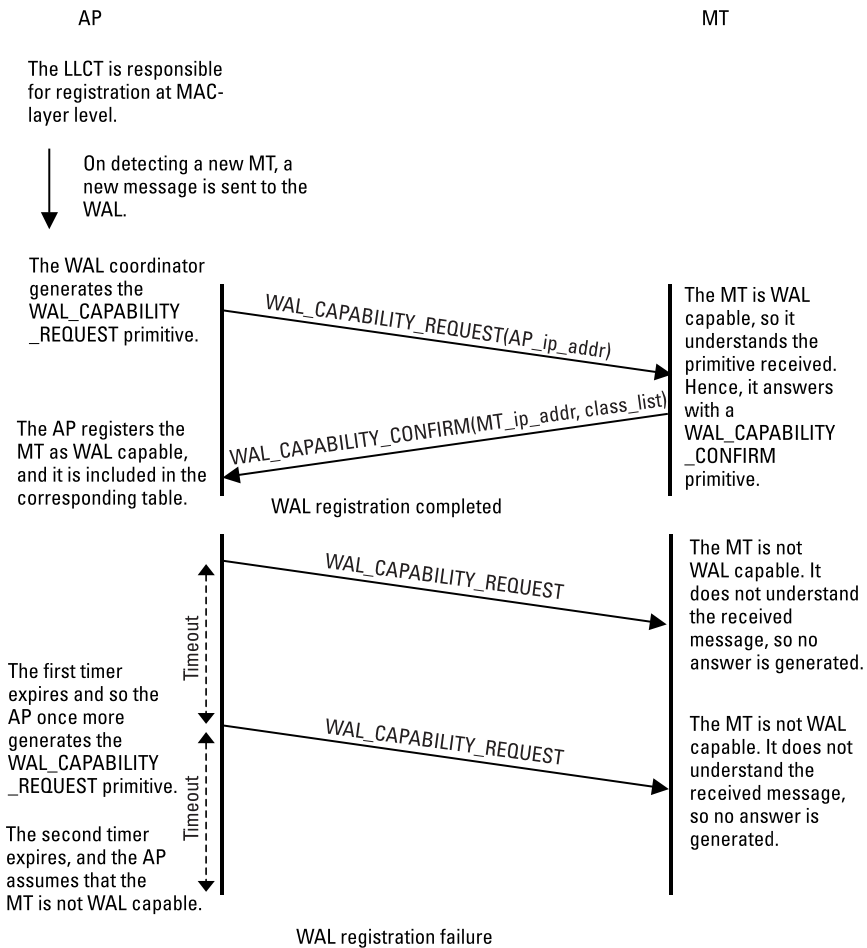 AP
MT
The LLCT is responsible
for registration at MAC-
layer level.
On detecting a new MT, a
new message is sent to the
WAL.
The WAL coordinator
generates the
WAL_CAPABILITY
_REQUEST primitive.
WAL_CAPABILITY_REQUEST(AP_ip_addr)
The MT is WAL
capable, so it
understands the
primitive received.
Hence, it answers
with a
WAL_CAPABILITY
_CONFIRM
primitive.
WAL_CAPABILITY_CONFIRM(MT_ip_addr, class_list)
The AP registers the
MT as WAL capable,
and it is included in the
corresponding table.
WAL registration completed
WAL_CAPABILITY_REQUEST
The MT is not
WAL capable. It
does not understand
the received
message, so no
answer is generated.
Timeout
The first timer
expires and so the
AP once more
generates the
WAL_CAPABILITY
_REQUEST primitive.
WAL_CAPABILITY_REQUEST
The MT is not WAL
capable. It does not
understand the
received message,
so no answer is
generated.
Timeout
The second timer
expires, and the AP
assumes that the
MT is not WAL capable.
WAL registration failure